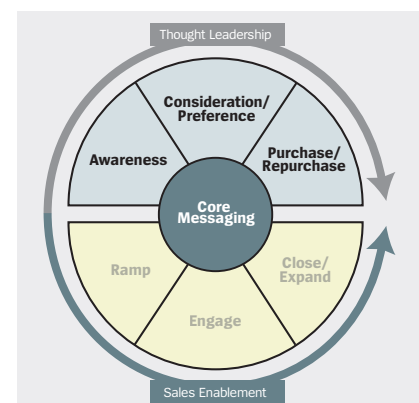 Thought Leadership
Consideration/
Preference
Awareness
Purchase/
Repurchase
Core
Messaging
Ramp
Close/
Expand
Engage
Sales Enablement